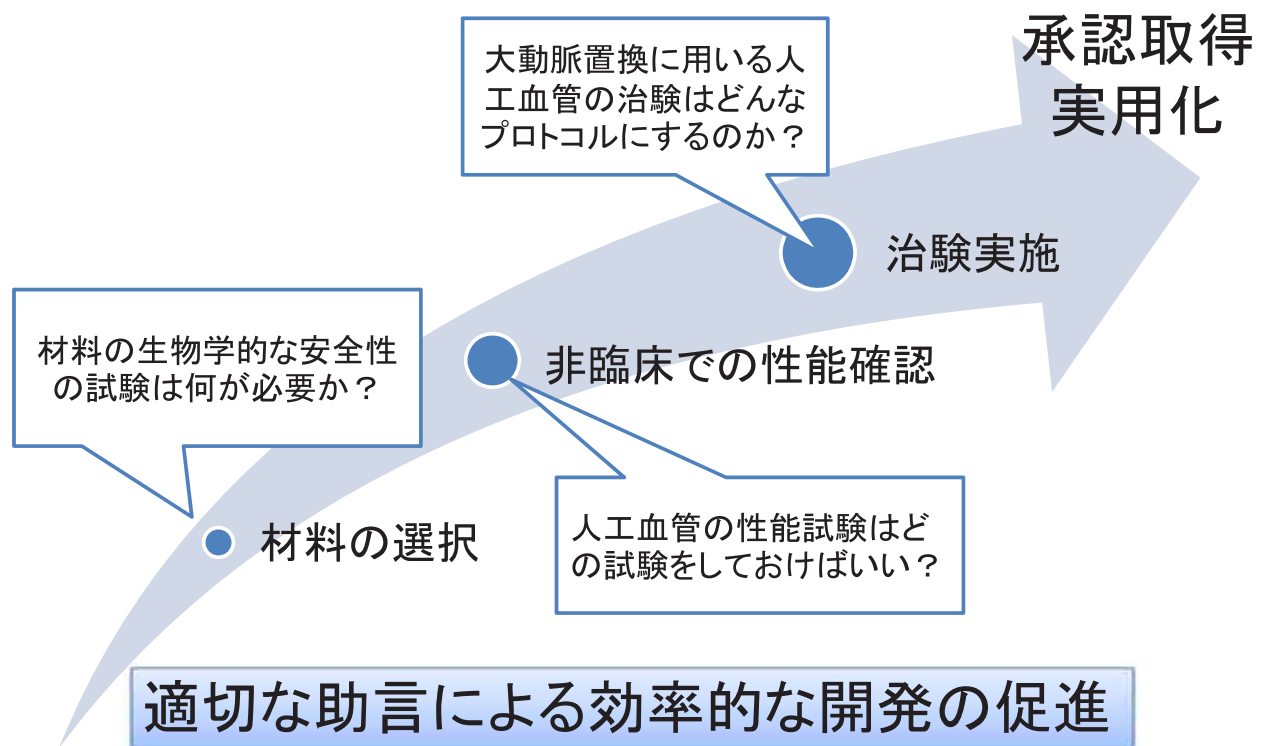 承認取得
実用化
大動脈置換に用いる人
工血管の治験はどんな
プロトコルにするのか？
治験実施
材料の生物学的な安全性
の試験は何が必要か？
非臨床での性能確認
人工血管の性能試験はど
の試験をしておけばいい？
材料の選択
適切な助言による効率的な開発の促進